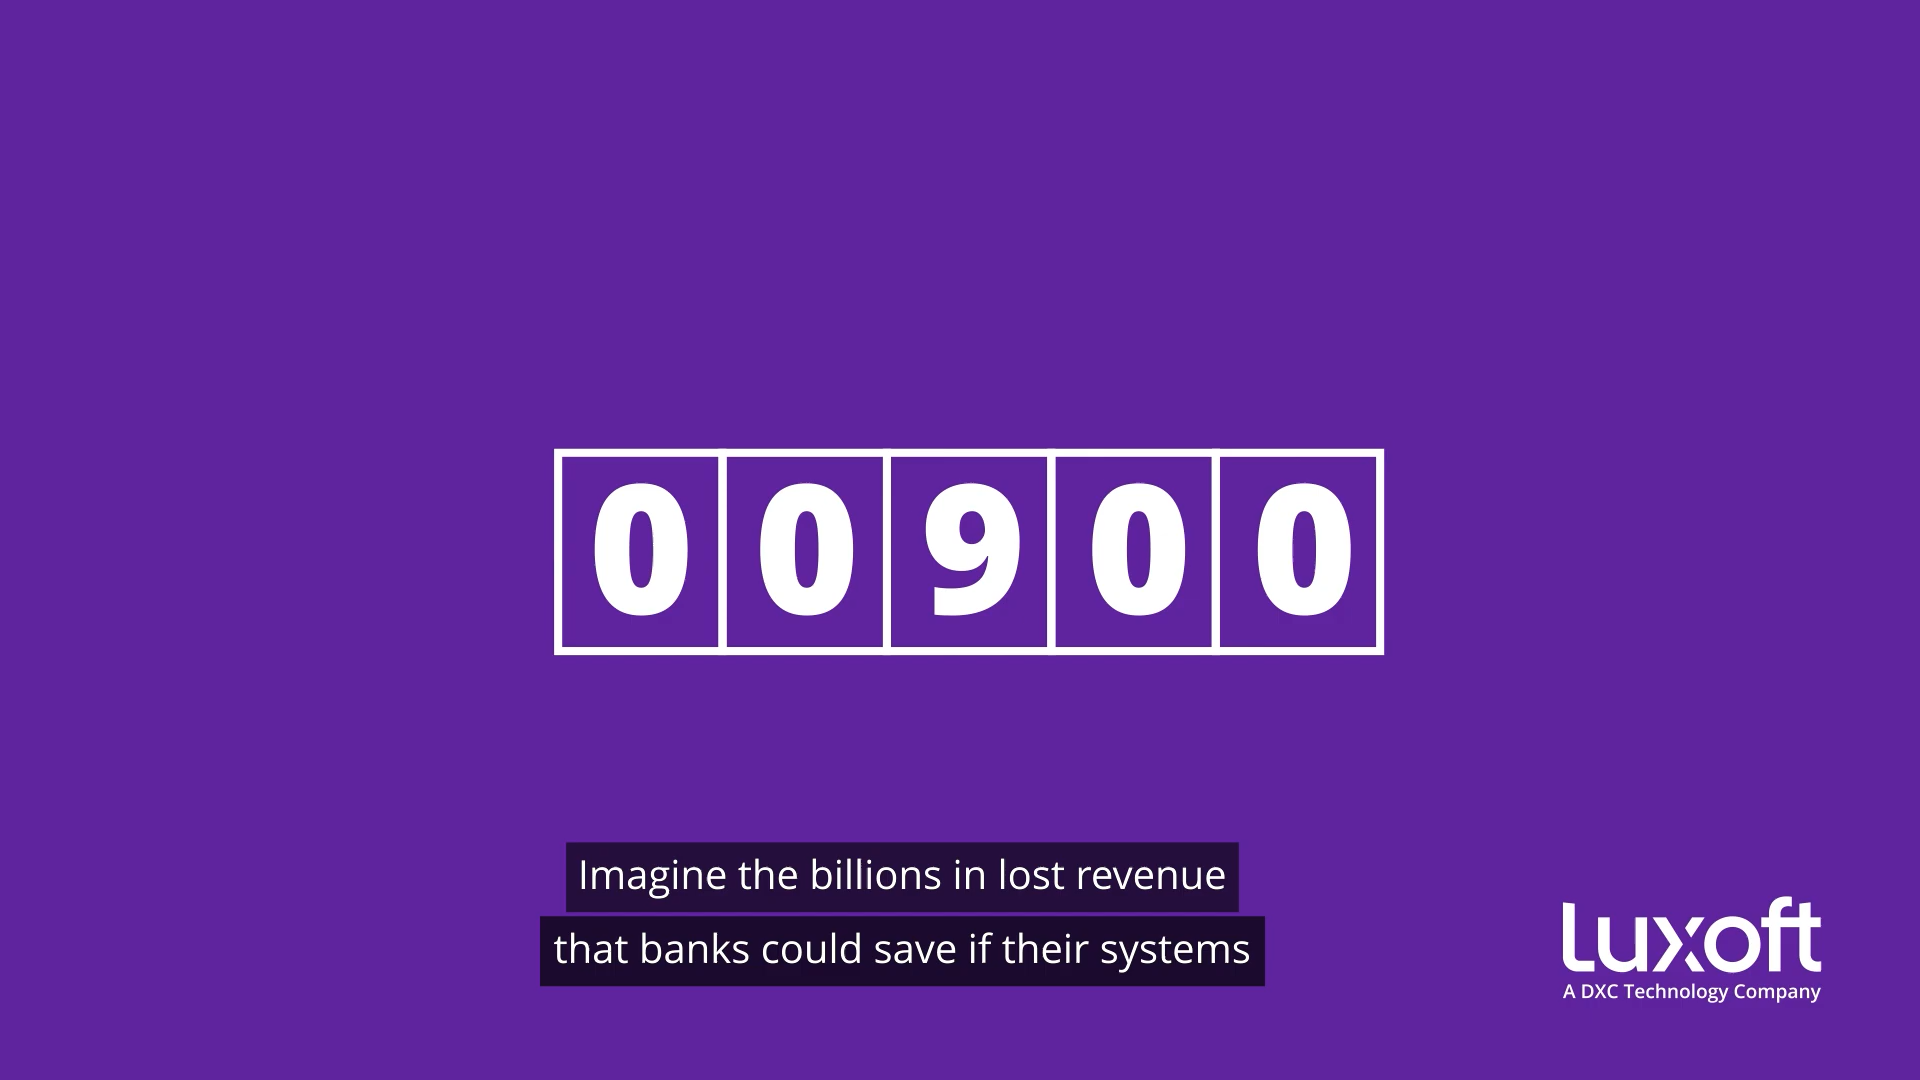 00900
Imagine the billions in lost revenue
that banks could save if their systems
luxoft
A DXC Technology Company